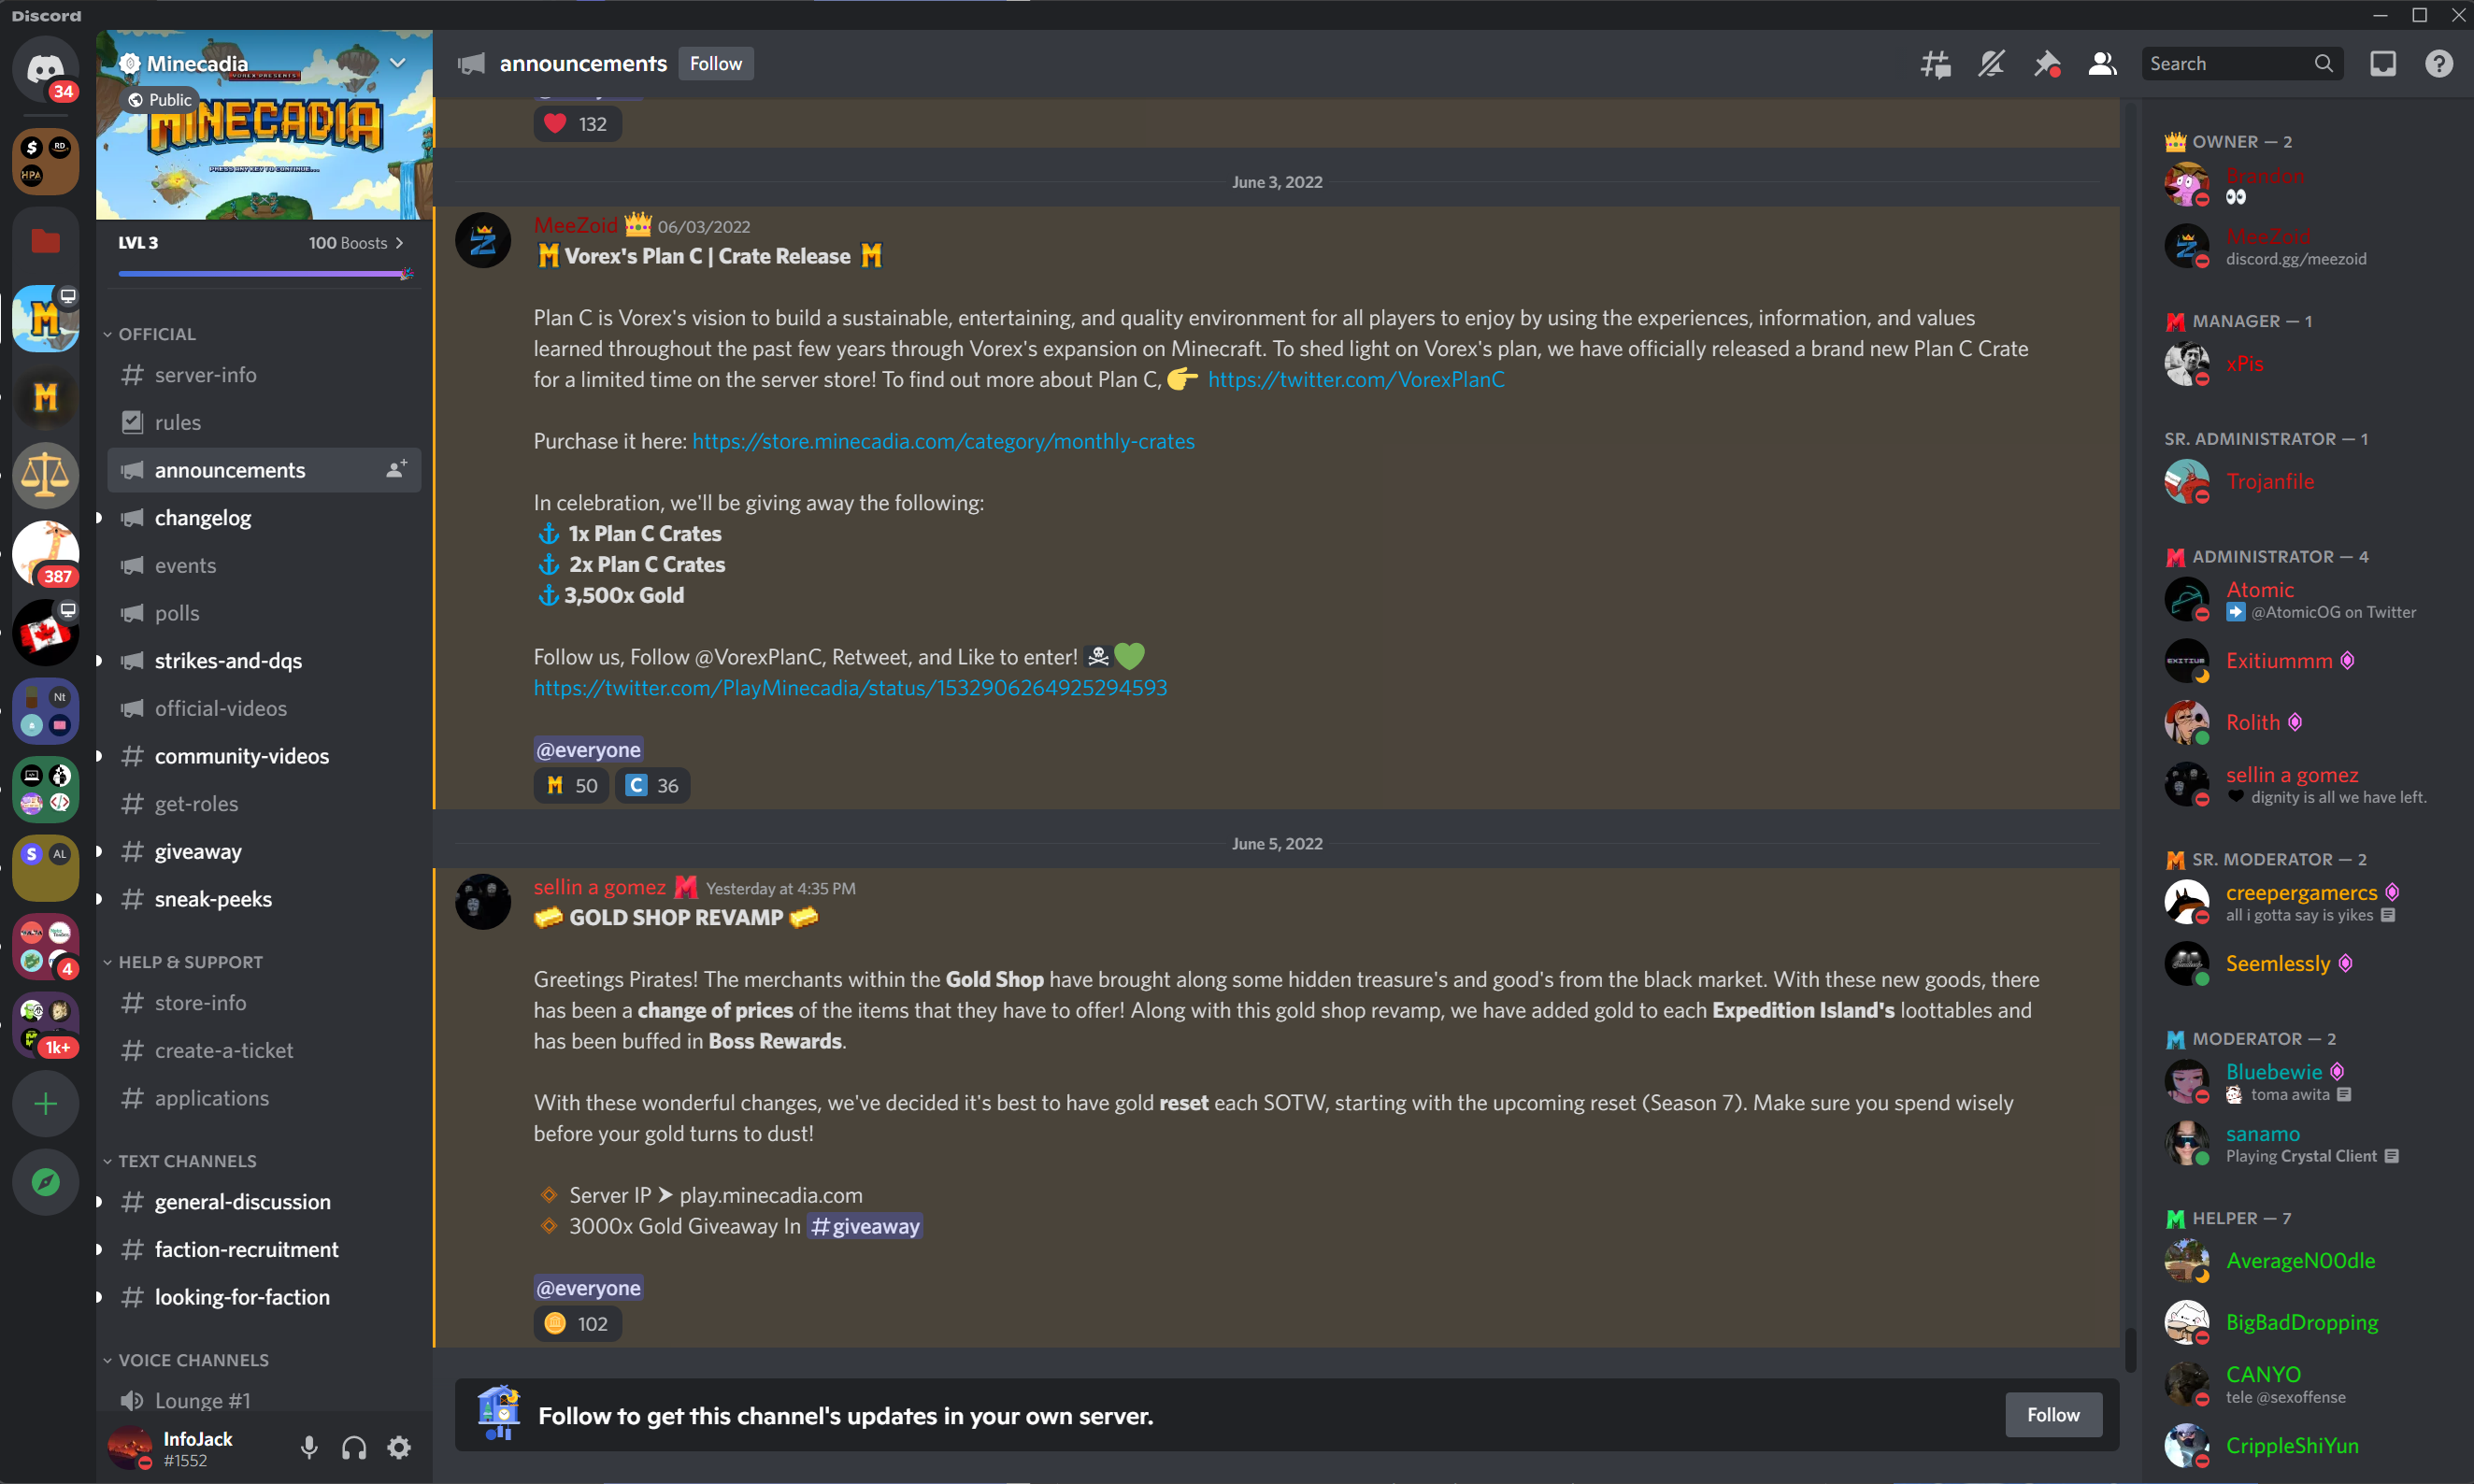 Discord
34
RD
HPA
387
Nt
S AL
4
1k+
Minecadia
VOREX PRESENTS:
Public
MINECADIA
PRESS ANY KEY TO CONTINUE...
LVL 3 100 Boosts
OFFICIAL
server-info
rules
announcements
changelog
events
polls
strikes-and-dqs
official-videos
community-videos
get-roles
giveaway
sneak-peeks
HELP & SUPPORT
store-info
create-a-ticket
applications
TEXT CHANNELS
general-discussion
faction-recruitment
looking-for-faction
VOICE CHANNELS
Lounge #1
InfoJack
#1552
announcements Follow
Search
132
June 3, 2022
MeeZoid 06/03/2022
Vorex's Plan C | Crate Release
Plan C is Vorex's vision to build a sustainable, entertaining, and quality environment for all players to enjoy by using the experiences, information, and values
learned throughout the past few years through Vorex's expansion on Minecraft. To shed light on Vorex's plan, we have officially released a brand new Plan C Crate
for a limited time on the server store! To find out more about Plan C, 👉 https://twitter.com/VorexPlanC
Purchase it here: https://store.minecadia.com/category/monthly-crates
In celebration, we'll be giving away the following:
⚓ 1x Plan C Crates
⚓ 2x Plan C Crates
⚓ 3,500x Gold
Follow us, Follow @VorexPlanC, Retweet, and Like to enter! ☠💚
https://twitter.com/PlayMinecadia/status/1532906264925294593
@everyone
M 50 C 36
June 5, 2022
sellin a gomez M Yesterday at 4:35 PM
GOLD SHOP REVAMP
Greetings Pirates! The merchants within the Gold Shop have brought along some hidden treasure's and good's from the black market. With these new goods, there
has been a change of prices of the items that they have to offer! Along with this gold shop revamp, we have added gold to each Expedition Island's loottables and
has been buffed in Boss Rewards.
With these wonderful changes, we've decided it's best to have gold reset each SOTW, starting with the upcoming reset (Season 7). Make sure you spend wisely
before your gold turns to dust!
🔸 Server IP ➤ play.minecadia.com
🔸 3000x Gold Giveaway In #giveaway
@everyone
102
Follow to get this channel's updates in your own server.
Follow
OWNER — 2
Brandon
👀
MeeZoid
discord.gg/meezoid
MANAGER — 1
xPis
SR. ADMINISTRATOR — 1
Trojanfile
ADMINISTRATOR — 4
Atomic
➡ @AtomicOG on Twitter
EXITIUM
Exitiummm
Rolith
sellin a gomez
🖤 dignity is all we have left.
SR. MODERATOR — 2
creepergamercs
all i gotta say is yikes
Seemlessly
MODERATOR — 2
Bluebewie
toma awita
sanamo
Playing Crystal Client
HELPER — 7
AverageN00dle
BigBadDropping
CANYO
tele @sexoffense
CrippleShiYun